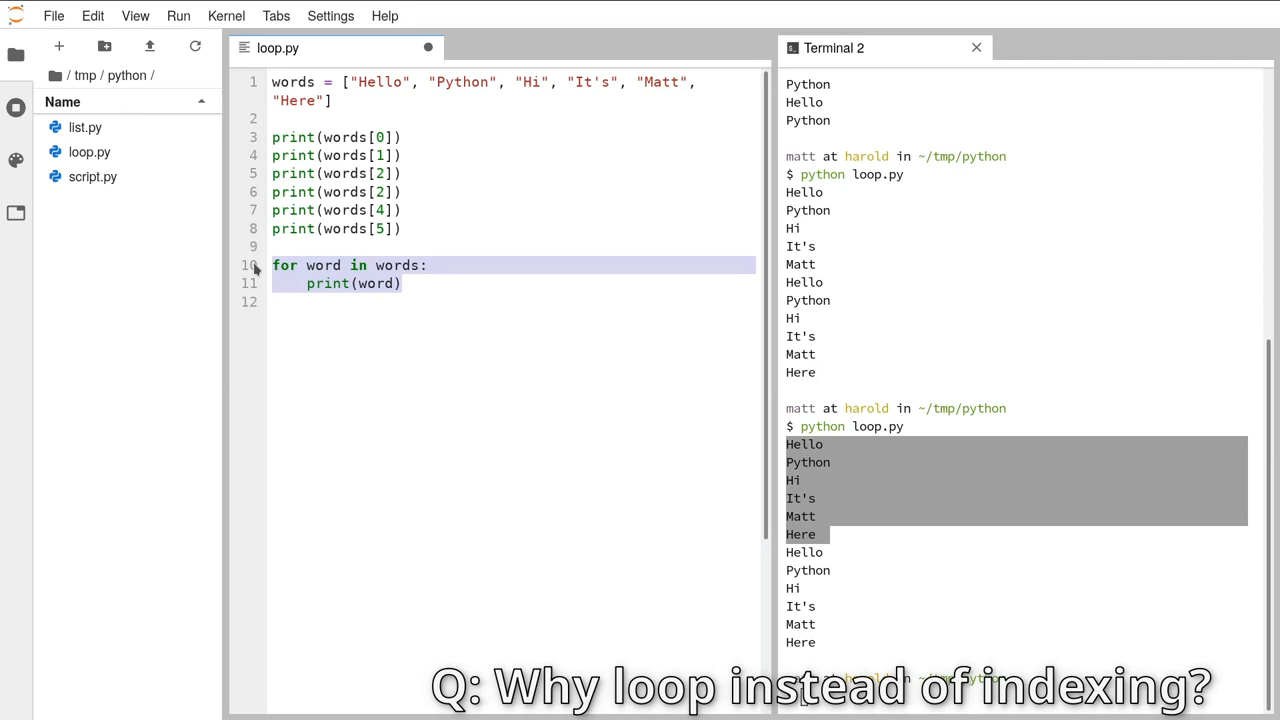 File Edit View Run Kernel Tabs Settings Help
loop.py
Terminal 2
/ tmp / python /
Name
list.py
loop.py
script.py
1 words = ["Hello", "Python", "Hi", "It's", "Matt",
"Here"]
2
3 print(words[0])
4 print(words[1])
5 print(words[2])
6 print(words[2])
7 print(words[4])
8 print(words[5])
9
10 for word in words:
11 print(word)
12
Python
Hello
Python
matt at harold in ~/tmp/python
$ python loop.py
Hello
Python
Hi
It's
Matt
Hello
Python
Hi
It's
Matt
Here
matt at harold in ~/tmp/python
$ python loop.py
Hello
Python
Hi
It's
Matt
Here
Hello
Python
Hi
It's
Matt
Here
Q: Why loop instead of indexing?